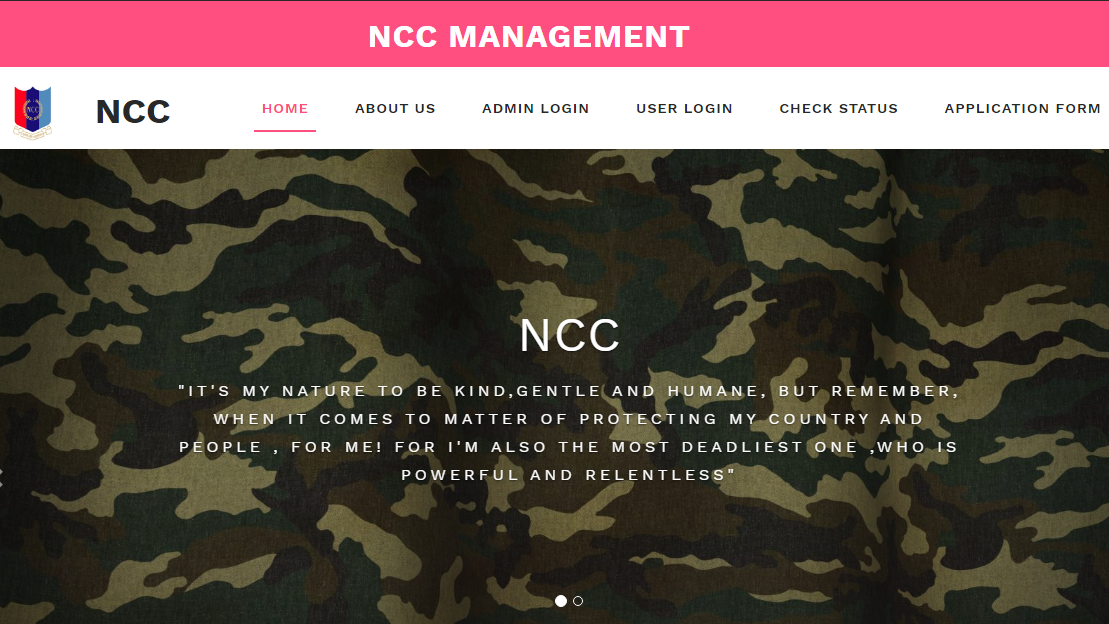 NCC MANAGEMENT
NCC
HOME
ABOUT US
ADMIN LOGIN
USER LOGIN
CHECK STATUS
APPLICATION FORM
NCC
"IT'S MY NATURE TO BE KIND,GENTLE AND HUMANE, BUT REMEMBER,
WHEN IT COMES TO MATTER OF PROTECTING MY COUNTRY AND
PEOPLE , FOR ME! FOR I'M ALSO THE MOST DEADLIEST ONE ,WHO IS
POWERFUL AND RELENTLESS"